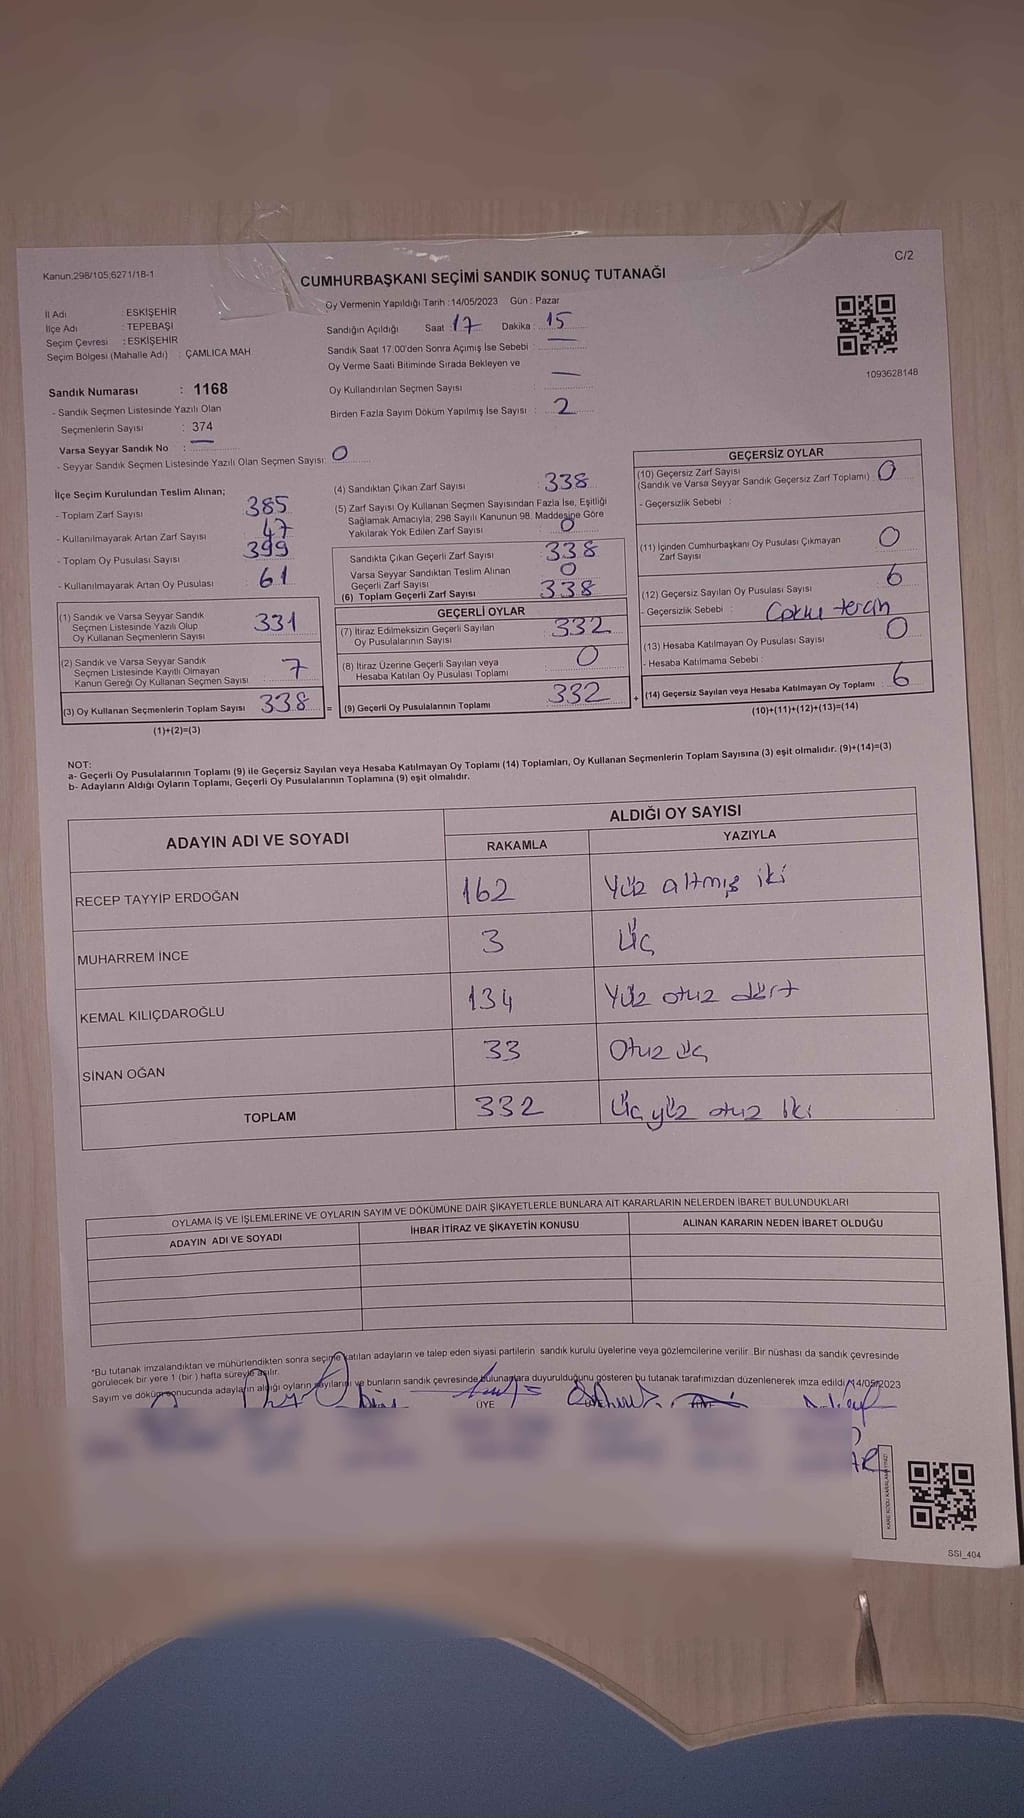 Kanun,298/105,6271/18-1
C/2
CUMHURBAŞKANI SEÇİMİ SANDIK SONUÇ TUTANAĞI
İl Adı : ESKİŞEHİR
İlçe Adı : TEPEBAŞI
Seçim Çevresi : ESKİŞEHİR
Seçim Bölgesi (Mahalle Adı) : ÇAMLICA MAH
Sandık Numarası : 1168
- Sandık Seçmen Listesinde Yazılı Olan
Seçmenlerin Sayısı : 374
Varsa Seyyar Sandık No : —
- Seyyar Sandık Seçmen Listesinde Yazılı Olan Seçmen Sayısı: 0
Oy Vermenin Yapıldığı Tarih : 14/05/2023 Gün : Pazar
Sandığın Açıldığı Saat 17 Dakika : 15
Sandık Saat 17.00'den Sonra Açımış İse Sebebi : —
Oy Verme Saati Bitiminde Sırada Bekleyen ve
Oy Kullandırılan Seçmen Sayısı : —
Birden Fazla Sayım Döküm Yapılmış İse Sayısı : 2
1093628148
İlçe Seçim Kurulundan Teslim Alınan;
- Toplam Zarf Sayısı 385
- Kullanılmayarak Artan Zarf Sayısı 47
- Toplam Oy Pusulası Sayısı 399
- Kullanılmayarak Artan Oy Pusulası 61
(1) Sandık ve Varsa Seyyar Sandık
Seçmen Listesinde Yazılı Olup
Oy Kullanan Seçmenlerin Sayısı 331
(2) Sandık ve Varsa Seyyar Sandık
Seçmen Listesinde Kayıtlı Olmayan
Kanun Gereği Oy Kullanan Seçmen Sayısı 7
(3) Oy Kullanan Seçmenlerin Toplam Sayısı 338 =
(1)+(2)=(3)
(4) Sandıktan Çıkan Zarf Sayısı 338
(5) Zarf Sayısı Oy Kullanan Seçmen Sayısından Fazla İse, Eşitliği
Sağlamak Amacıyla; 298 Sayılı Kanunun 98. Maddesine Göre
Yakılarak Yok Edilen Zarf Sayısı 0
Sandıkta Çıkan Geçerli Zarf Sayısı 338
Varsa Seyyar Sandıktan Teslim Alınan
Geçerli Zarf Sayısı 0
(6) Toplam Geçerli Zarf Sayısı 338
GEÇERLİ OYLAR
(7) İtiraz Edilmeksizin Geçerli Sayılan
Oy Pusulalarının Sayısı 332
(8) İtiraz Üzerine Geçerli Sayılan veya
Hesaba Katılan Oy Pusulası Toplamı 0
(9) Geçerli Oy Pusulalarının Toplamı 332 +
GEÇERSİZ OYLAR
(10) Geçersiz Zarf Sayısı
(Sandık ve Varsa Seyyar Sandık Geçersiz Zarf Toplamı) 0
- Geçersizlik Sebebi :
(11) İçinden Cumhurbaşkanı Oy Pusulası Çıkmayan
Zarf Sayısı 0
(12) Geçersiz Sayılan Oy Pusulası Sayısı 6
- Geçersizlik Sebebi : Çoklu tercih
(13) Hesaba Katılmayan Oy Pusulası Sayısı 0
- Hesaba Katılmama Sebebi :
(14) Geçersiz Sayılan veya Hesaba Katılmayan Oy Toplamı 6
(10)+(11)+(12)+(13)=(14)
NOT:
a- Geçerli Oy Pusulalarının Toplamı (9) ile Geçersiz Sayılan veya Hesaba Katılmayan Oy Toplamı (14) Toplamları, Oy Kullanan Seçmenlerin Toplam Sayısına (3) eşit olmalıdır. (9)+(14)=(3)
b- Adayların Aldığı Oyların Toplamı, Geçerli Oy Pusulalarının Toplamına (9) eşit olmalıdır.
ADAYIN ADI VE SOYADI
ALDIĞI OY SAYISI
RAKAMLA YAZIYLA
RECEP TAYYİP ERDOĞAN 162 Yüz altmış iki
MUHARREM İNCE 3 Üç
KEMAL KILIÇDAROĞLU 134 Yüz otuz dört
SİNAN OĞAN 33 Otuz üç
TOPLAM 332 Üç yüz otuz iki
OYLAMA İŞ VE İŞLEMLERİNE VE OYLARIN SAYIM VE DÖKÜMÜNE DAİR ŞİKAYETLERLE BUNLARA AİT KARARLARIN NELERDEN İBARET BULUNDUKLARI
ADAYIN ADI VE SOYADI İHBAR İTİRAZ VE ŞİKAYETİN KONUSU ALINAN KARARIN NEDEN İBARET OLDUĞU
*Bu tutanak imzalandıktan ve mühürlendikten sonra seçime katılan adayların ve talep eden siyasi partilerin sandık kurulu üyelerine veya gözlemcilerine verilir. Bir nüshası da sandık çevresinde
görülecek bir yere 1 (bir ) hafta süreyle asılır.
Sayım ve döküm sonucunda adayların aldığı oyların sayılarını ve bunların sandık çevresinde bulunanlara duyurulduğunu gösteren bu tutanak tarafımızdan düzenlenerek imza edildi 14/05/2023
ÜYE
SSİ_404